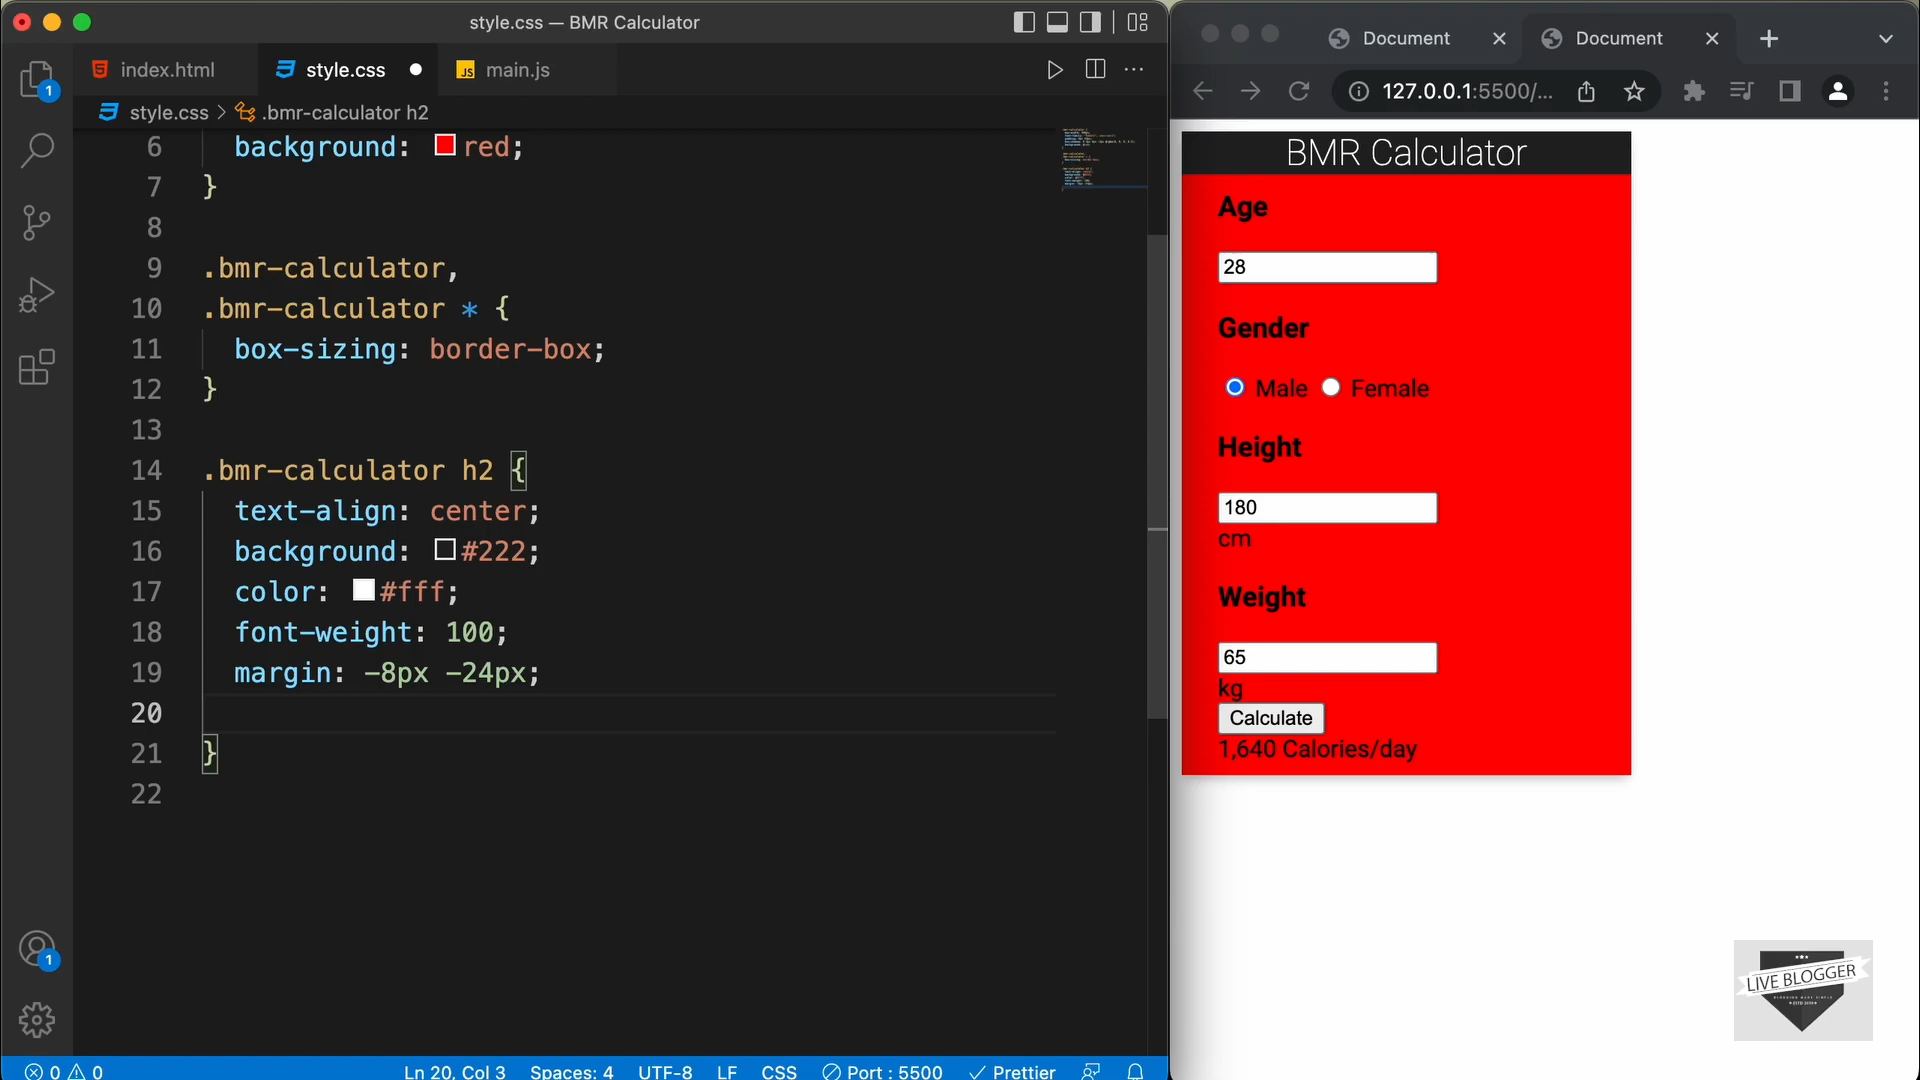 style.css — BMR Calculator
index.html
style.css
main.js
style.css > .bmr-calculator h2
6 background: red;
7 }
8
9 .bmr-calculator,
10 .bmr-calculator * {
11 box-sizing: border-box;
12 }
13
14 .bmr-calculator h2 {
15 text-align: center;
16 background: #222;
17 color: #fff;
18 font-weight: 100;
19 margin: -8px -24px;
20
21 }
22
1
1
0 0
Ln 20, Col 3
Spaces: 4
UTF-8
LF
CSS
Port : 5500
Prettier
Document
Document
127.0.0.1:5500/...
BMR Calculator
Age
28
Gender
Male Female
Height
180
cm
Weight
65
kg
Calculate
1,640 Calories/day
LIVE BLOGGER